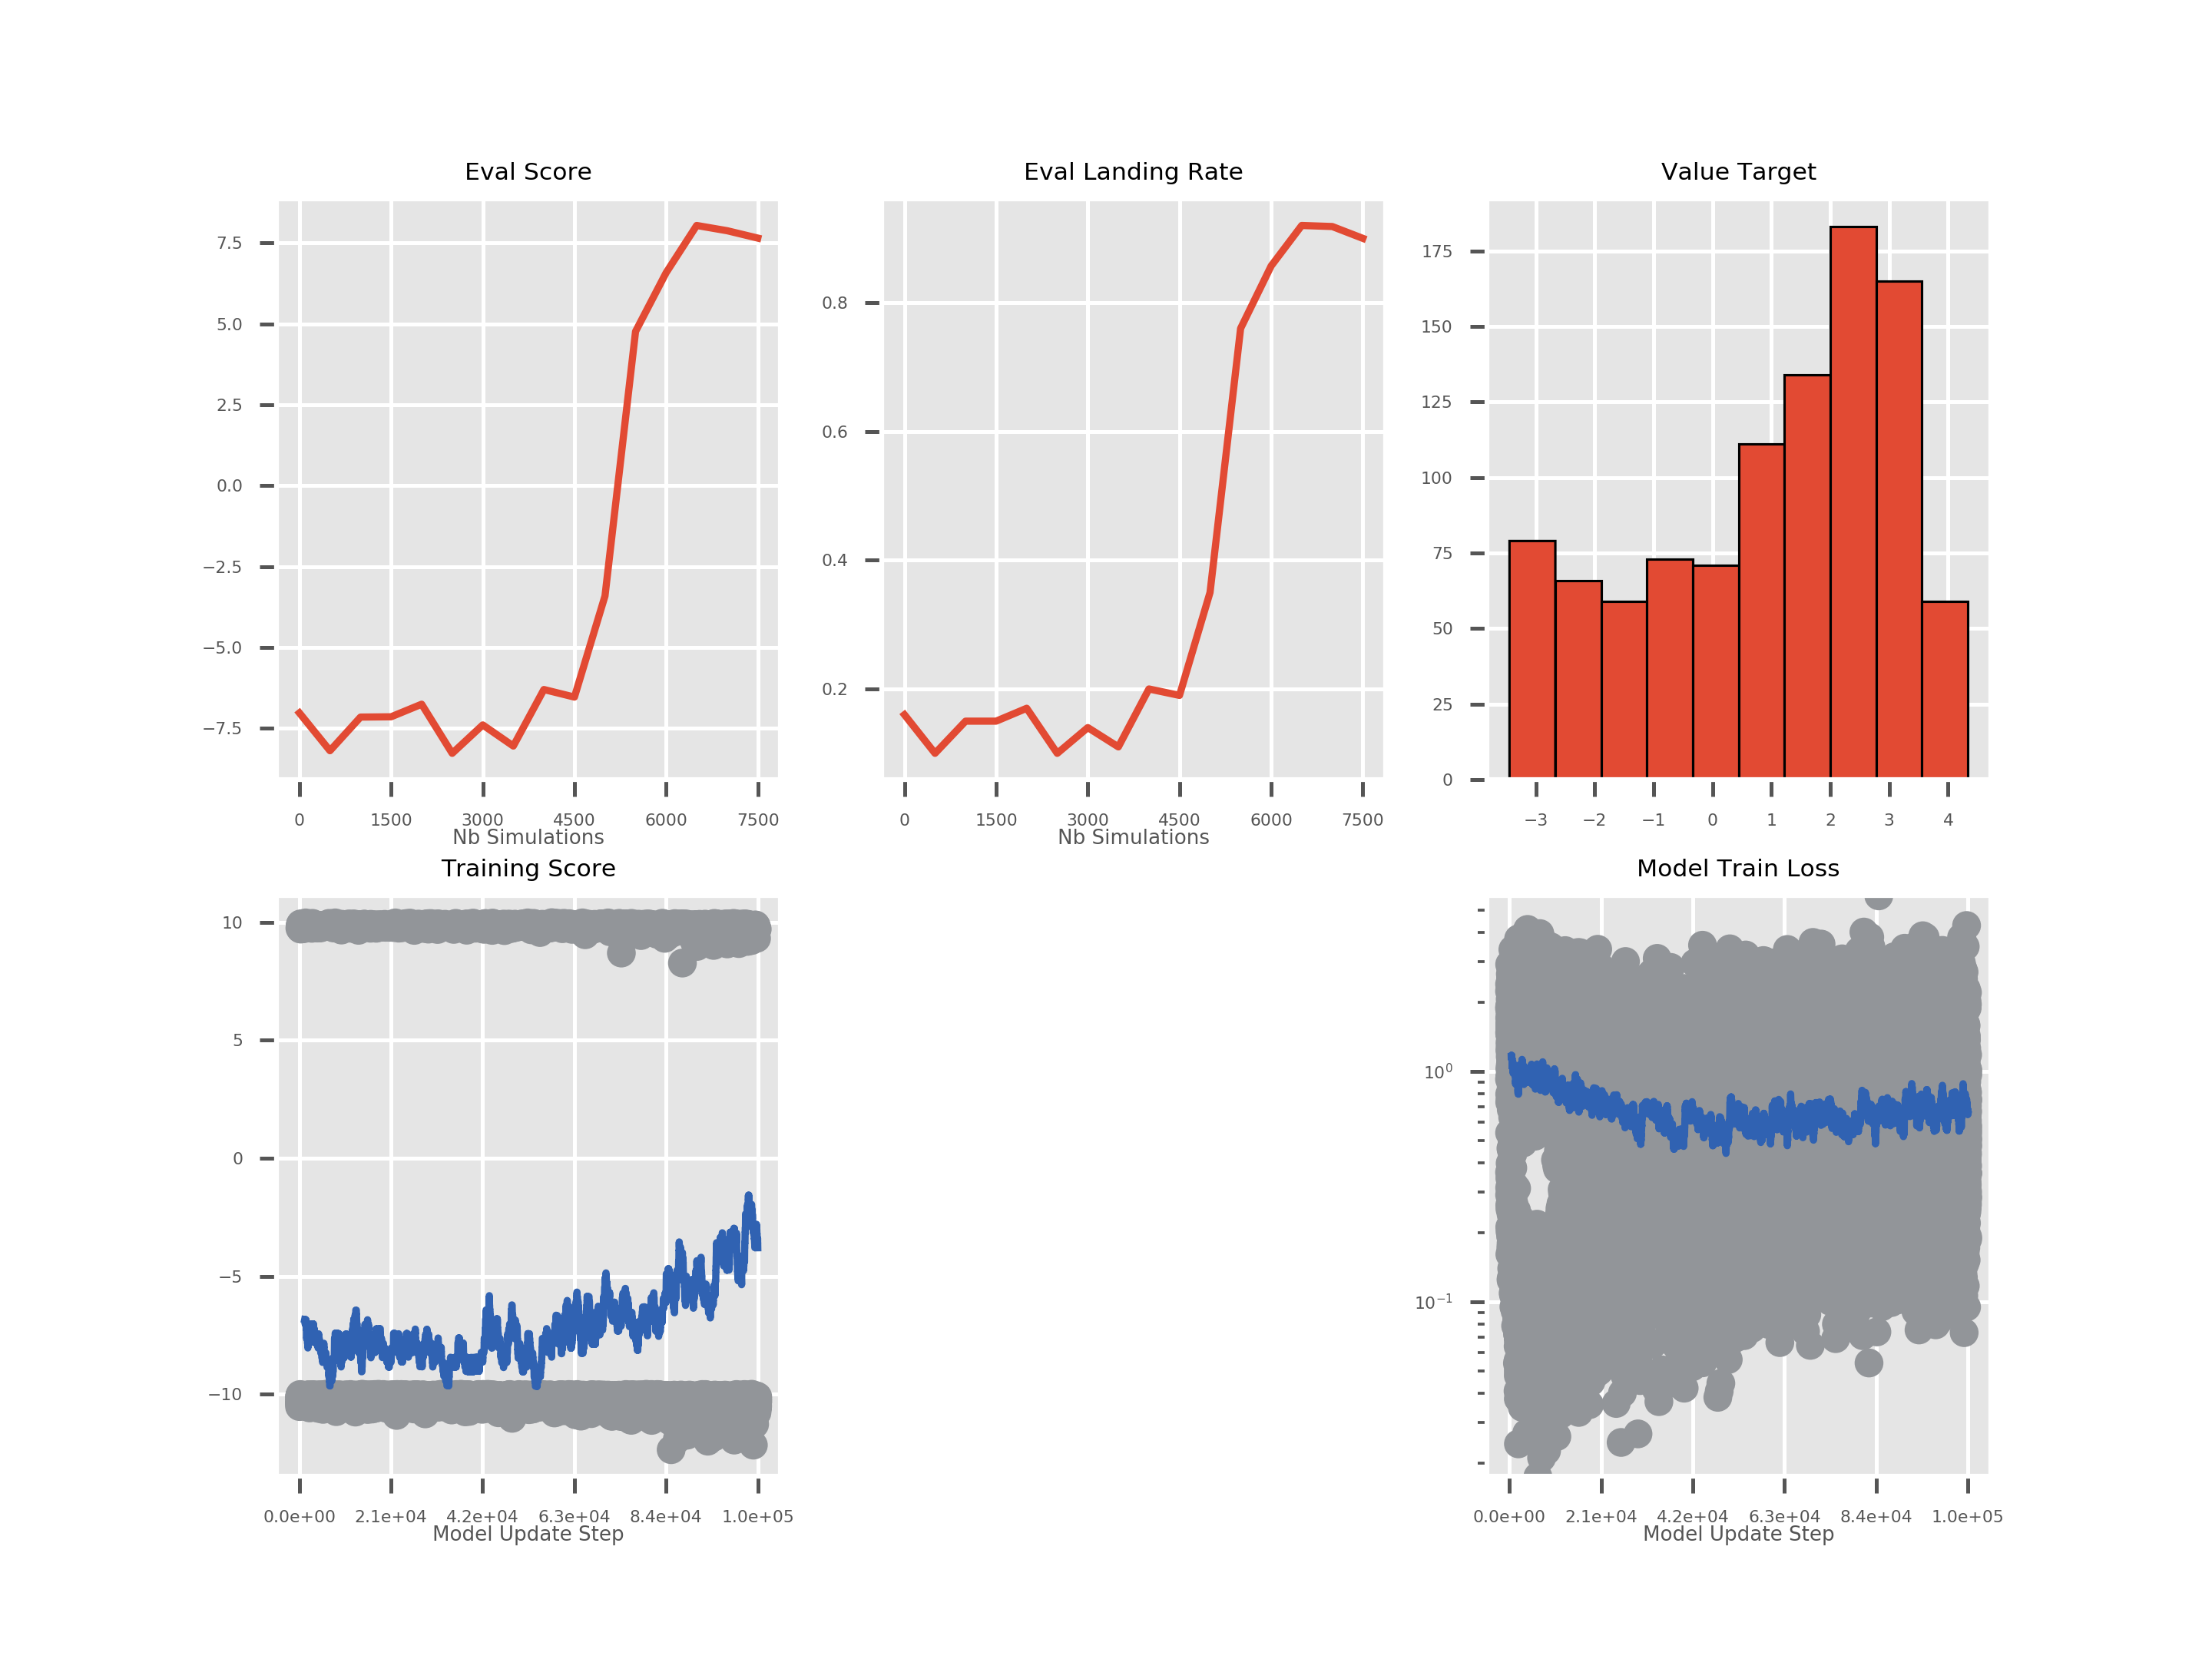 Eval Score
7.5
5.0
2.5
0.0
−2.5
−5.0
−7.5
0 1500 3000 4500 6000 7500
Nb Simulations
Eval Landing Rate
0.8
0.6
0.4
0.2
0 1500 3000 4500 6000 7500
Nb Simulations
Value Target
175
150
125
100
75
50
25
0
−3 −2 −1 0 1 2 3 4
Training Score
10
5
0
−5
−10
0.0e+00 2.1e+04 4.2e+04 6.3e+04 8.4e+04 1.0e+05
Model Update Step
Model Train Loss
10⁰
10⁻¹
0.0e+00 2.1e+04 4.2e+04 6.3e+04 8.4e+04 1.0e+05
Model Update Step